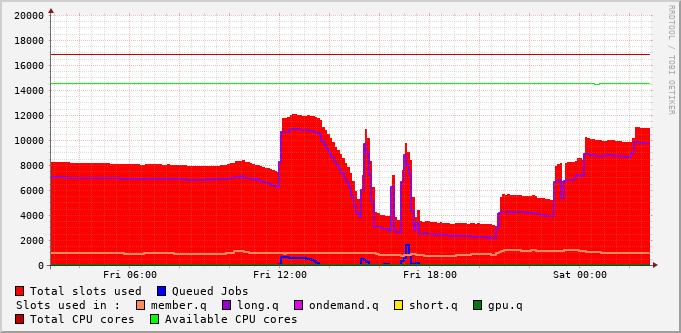 20000
18000
16000
14000
12000
10000
8000
6000
4000
2000
0
Fri 06:00 Fri 12:00 Fri 18:00 Sat 00:00
Total slots used Queued Jobs
Slots used in : member.q long.q ondemand.q short.q gpu.q
Total CPU cores Available CPU cores
RRDTOOL / TOBI OETIKER